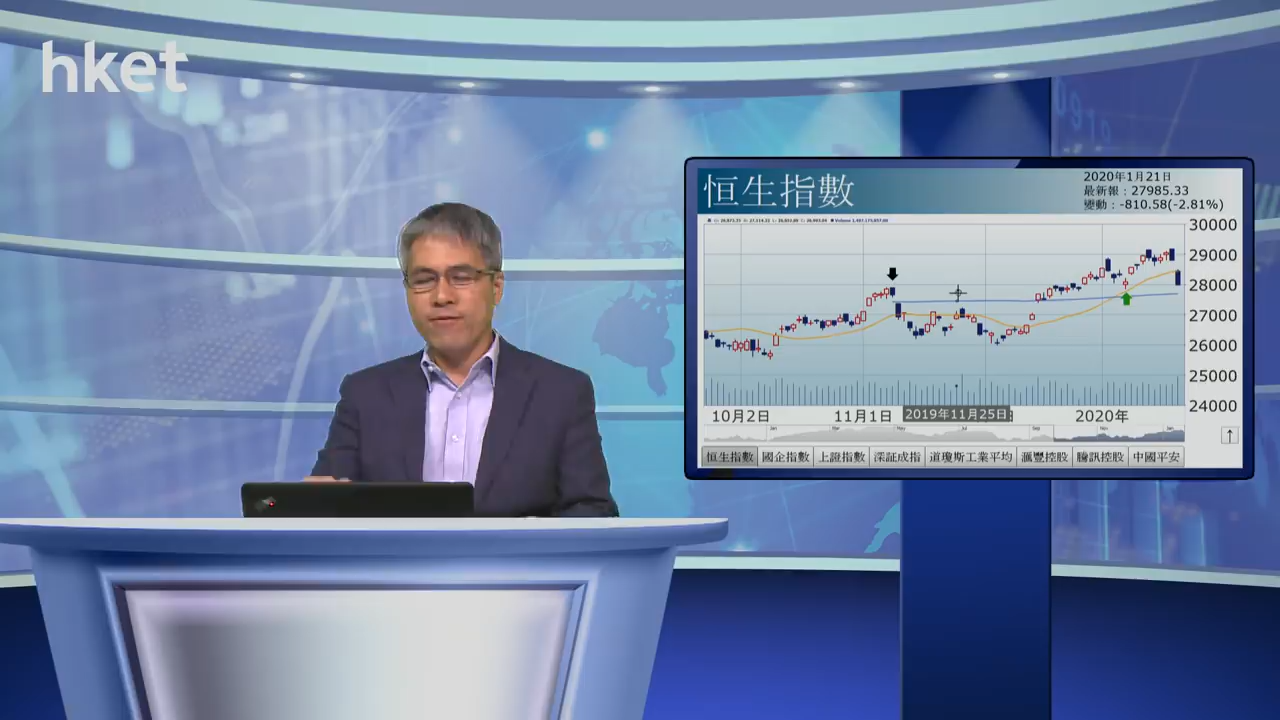 hket
恒生指數
2020年1月21日
最新報：27985.33
變動：-810.58(-2.81%)
30000
29000
28000
27000
26000
25000
24000
10月2日
11月1日
2019年11月25日
2020年
恒生指數
國企指數
上證指數
深証成指
道瓊斯工業平均
滙豐控股
騰訊控股
中國平安